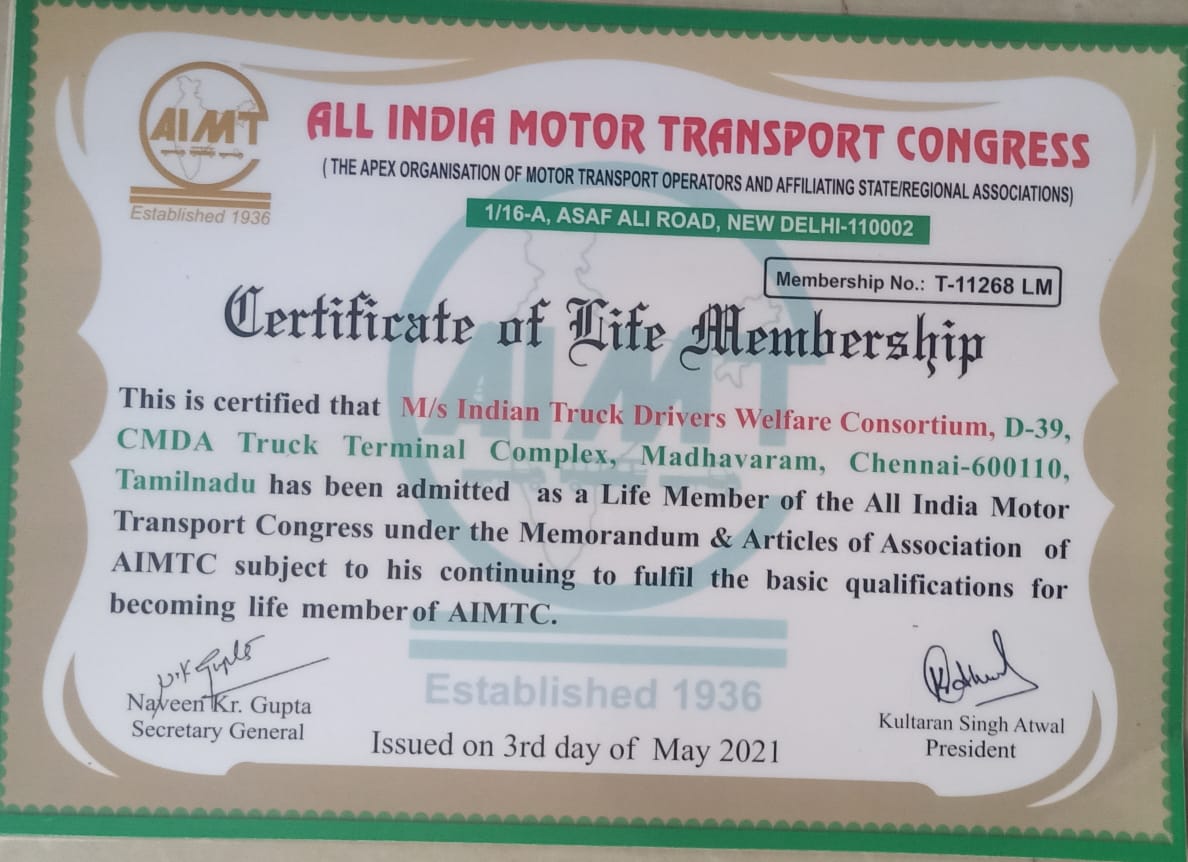 AIMT
Established 1936
ALL INDIA MOTOR TRANSPORT CONGRESS
( THE APEX ORGANISATION OF MOTOR TRANSPORT OPERATORS AND AFFILIATING STATE/REGIONAL ASSOCIATIONS)
1/16-A, ASAF ALI ROAD, NEW DELHI-110002
Membership No.: T-11268 LM
Certificate of Life Membership
This is certified that M/s Indian Truck Drivers Welfare Consortium, D-39,
CMDA Truck Terminal Complex, Madhavaram, Chennai-600110,
Tamilnadu has been admitted as a Life Member of the All India Motor
Transport Congress under the Memorandum & Articles of Association of
AIMTC subject to his continuing to fulfil the basic qualifications for
becoming life member of AIMTC.
AIMT
Established 1936
N.K Gupta
Naveen Kr. Gupta
Secretary General
Issued on 3rd day of May 2021
Kultaran Singh Atwal
President